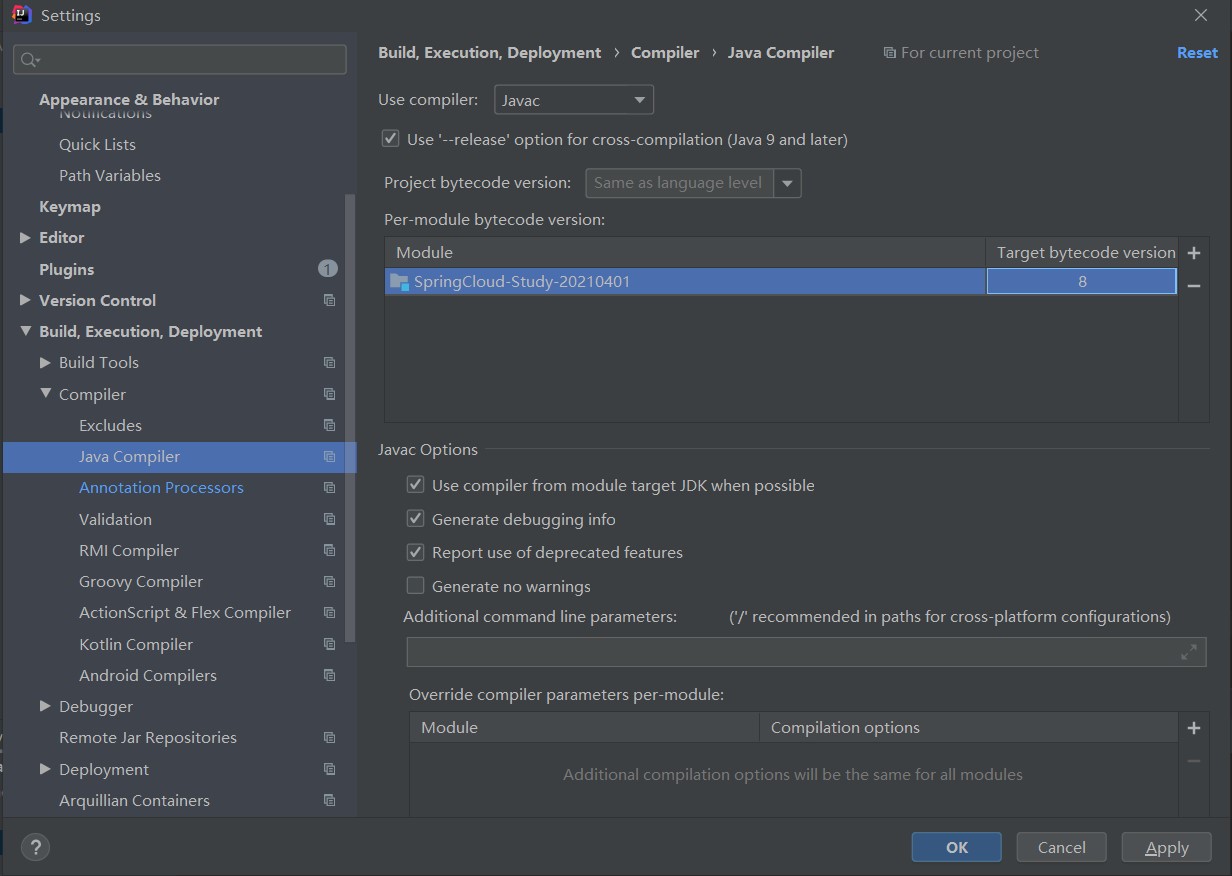 Settings
Appearance & Behavior
Notifications
Quick Lists
Path Variables
Keymap
Editor
Plugins 1
Version Control
Build, Execution, Deployment
Build Tools
Compiler
Excludes
Java Compiler
Annotation Processors
Validation
RMI Compiler
Groovy Compiler
ActionScript & Flex Compiler
Kotlin Compiler
Android Compilers
Debugger
Remote Jar Repositories
Deployment
Arquillian Containers
Build, Execution, Deployment › Compiler › Java Compiler For current project Reset
Use compiler: Javac
Use '--release' option for cross-compilation (Java 9 and later)
Project bytecode version: Same as language level
Per-module bytecode version:
Module Target bytecode version
SpringCloud-Study-20210401 8
Javac Options
Use compiler from module target JDK when possible
Generate debugging info
Report use of deprecated features
Generate no warnings
Additional command line parameters: ('/' recommended in paths for cross-platform configurations)
Override compiler parameters per-module:
Module Compilation options
Additional compilation options will be the same for all modules
? OK Cancel Apply